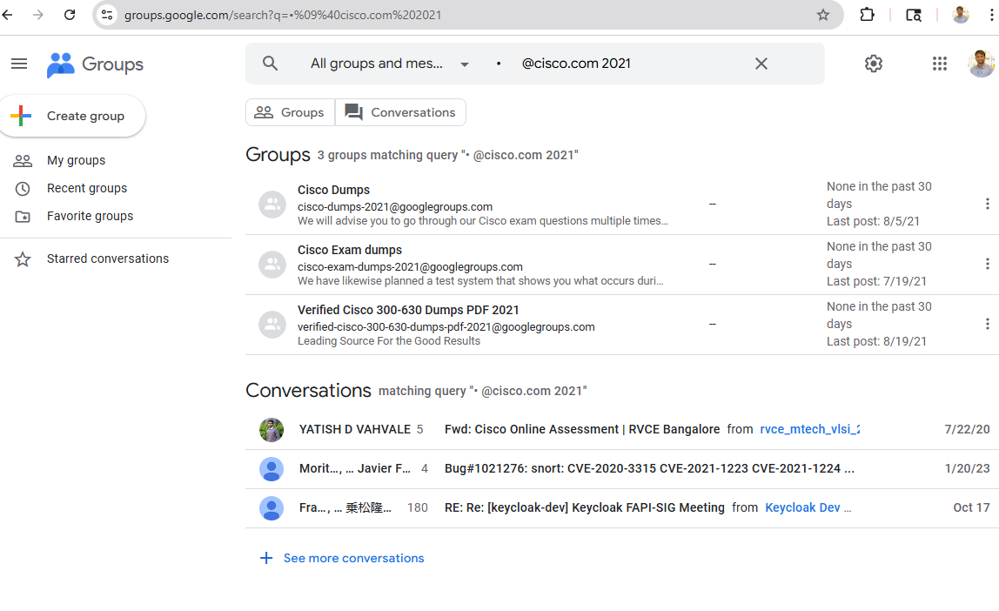 groups.google.com/search?q=•%09%40cisco.com%202021
Groups
All groups and mes...
• @cisco.com 2021
Create group
My groups
Recent groups
Favorite groups
Starred conversations
Groups
Conversations
Groups 3 groups matching query "• @cisco.com 2021"
Cisco Dumps
cisco-dumps-2021@googlegroups.com
We will advise you to go through our Cisco exam questions multiple times…
–
None in the past 30
days
Last post: 8/5/21
Cisco Exam dumps
cisco-exam-dumps-2021@googlegroups.com
We have likewise planned a test system that shows you what occurs duri…
–
None in the past 30
days
Last post: 7/19/21
Verified Cisco 300-630 Dumps PDF 2021
verified-cisco-300-630-dumps-pdf-2021@googlegroups.com
Leading Source For the Good Results
–
None in the past 30
days
Last post: 8/19/21
Conversations matching query "• @cisco.com 2021"
YATISH D VAHVALE 5 Fwd: Cisco Online Assessment | RVCE Bangalore from rvce_mtech_vlsi_2 7/22/20
Morit…, … Javier F… 4 Bug#1021276: snort: CVE-2020-3315 CVE-2021-1223 CVE-2021-1224 ... 1/20/23
Fra…, … 乗松隆… 180 RE: Re: [keycloak-dev] Keycloak FAPI-SIG Meeting from Keycloak Dev … Oct 17
See more conversations